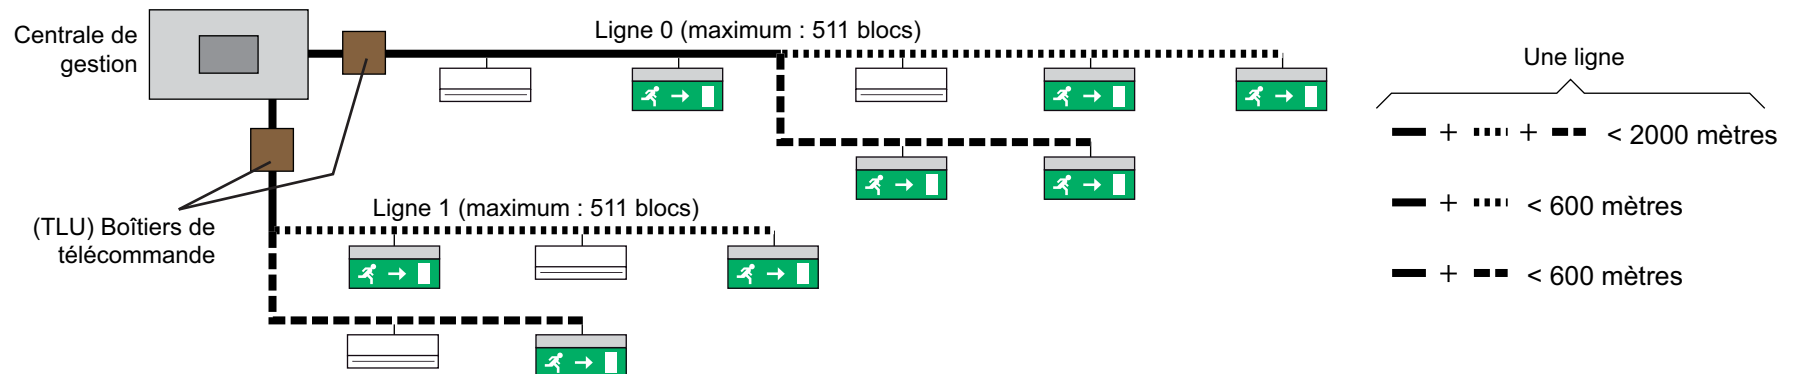 Centrale de
gestion
Ligne 0 (maximum : 511 blocs)
Une ligne
+ + < 2000 mètres
+ < 600 mètres
+ < 600 mètres
(TLU) Boîtiers de
télécommande
Ligne 1 (maximum : 511 blocs)